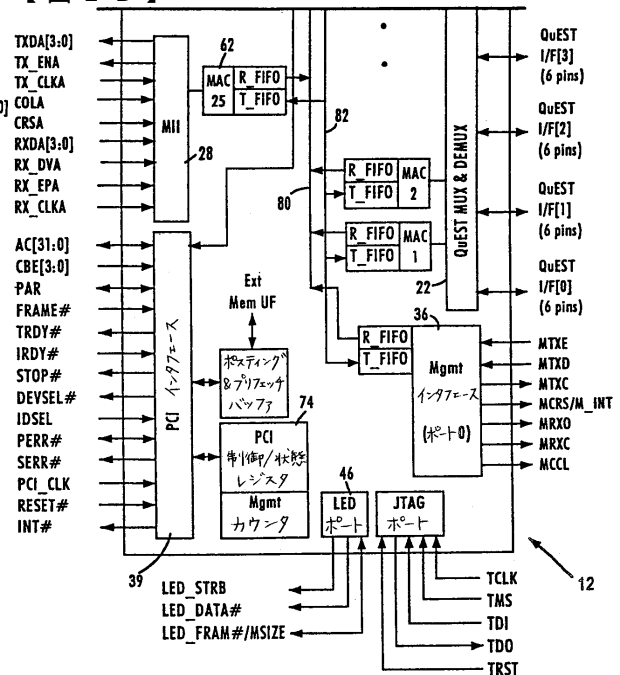 TXDA[3:0]
TX_ENA
TX_CLKA
COLA
CRSA
RXDA[3:0]
RX_DVA
RX_EPA
RX_CLKA
MII
28
62
MAC
25
R_FIFO
T_FIFO
82
80
R_FIFO
T_FIFO
MAC
2
R_FIFO
T_FIFO
MAC
1
QuEST MUX & DEMUX
22
QuEST
I/F[3]
(6 pins)
QuEST
I/F[2]
(6 pins)
QuEST
I/F[1]
(6 pins)
QuEST
I/F[0]
(6 pins)
AC[31:0]
CBE[3:0]
PAR
FRAME#
TRDY#
IRDY#
STOP#
DEVSEL#
IDSEL
PERR#
SERR#
PCI_CLK
RESET#
INT#
PCI インタフェース
39
Ext
Mem UF
ポスティング
&プリフェッチ
バッファ
74
PCI
制御/状態
レジスタ
Mgmt
カウンタ
36
R_FIFO
T_FIFO
Mgmt
インタフェース
(ポート0)
MTXE
MTXD
MTXC
MCRS/M_INT
MRXO
MRXC
MCCL
46
LED
ポート
JTAG
ポート
LED_STRB
LED_DATA#
LED_FRAM#/MSIZE
TCLK
TMS
TDI
TDO
TRST
12